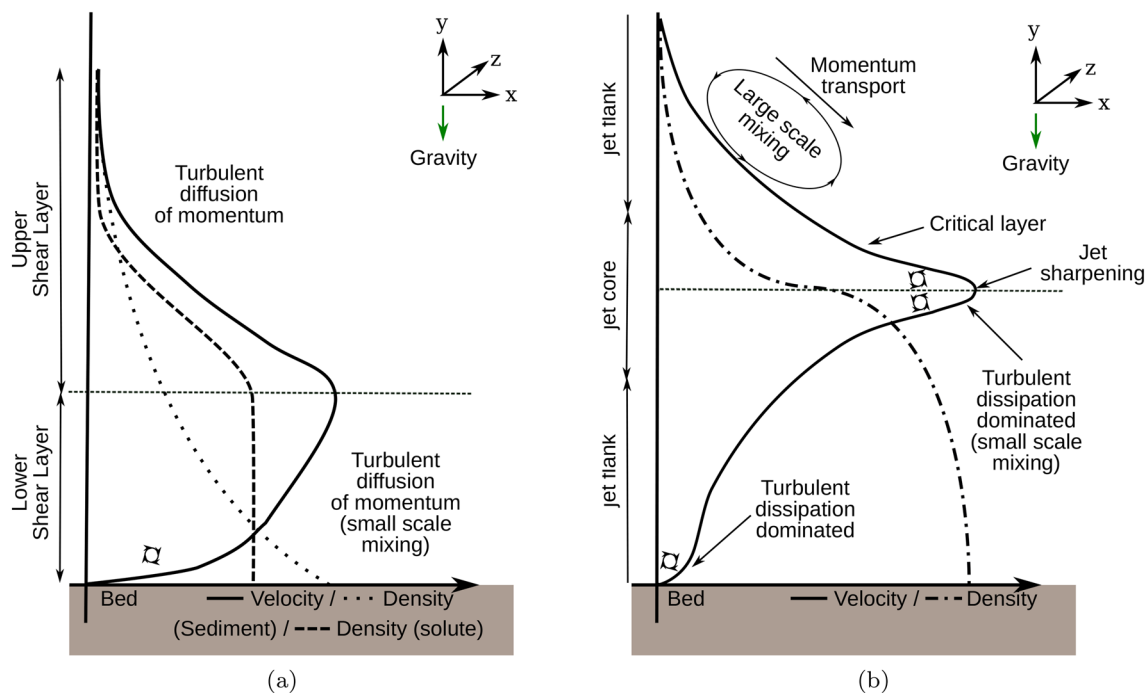 y
z
x
Gravity
Upper
Shear Layer
Turbulent
diffusion
of momentum
Lower
Shear Layer
Turbulent
diffusion
of momentum
(small scale
mixing)
Bed
Velocity / Density
(Sediment) / Density (solute)
(a)
y
z
x
Gravity
jet flank
Momentum
transport
Large scale
mixing
Critical layer
Jet
sharpening
jet core
Turbulent
dissipation
dominated
(small scale
mixing)
jet flank
Turbulent
dissipation
dominated
Bed
Velocity / Density
(b)